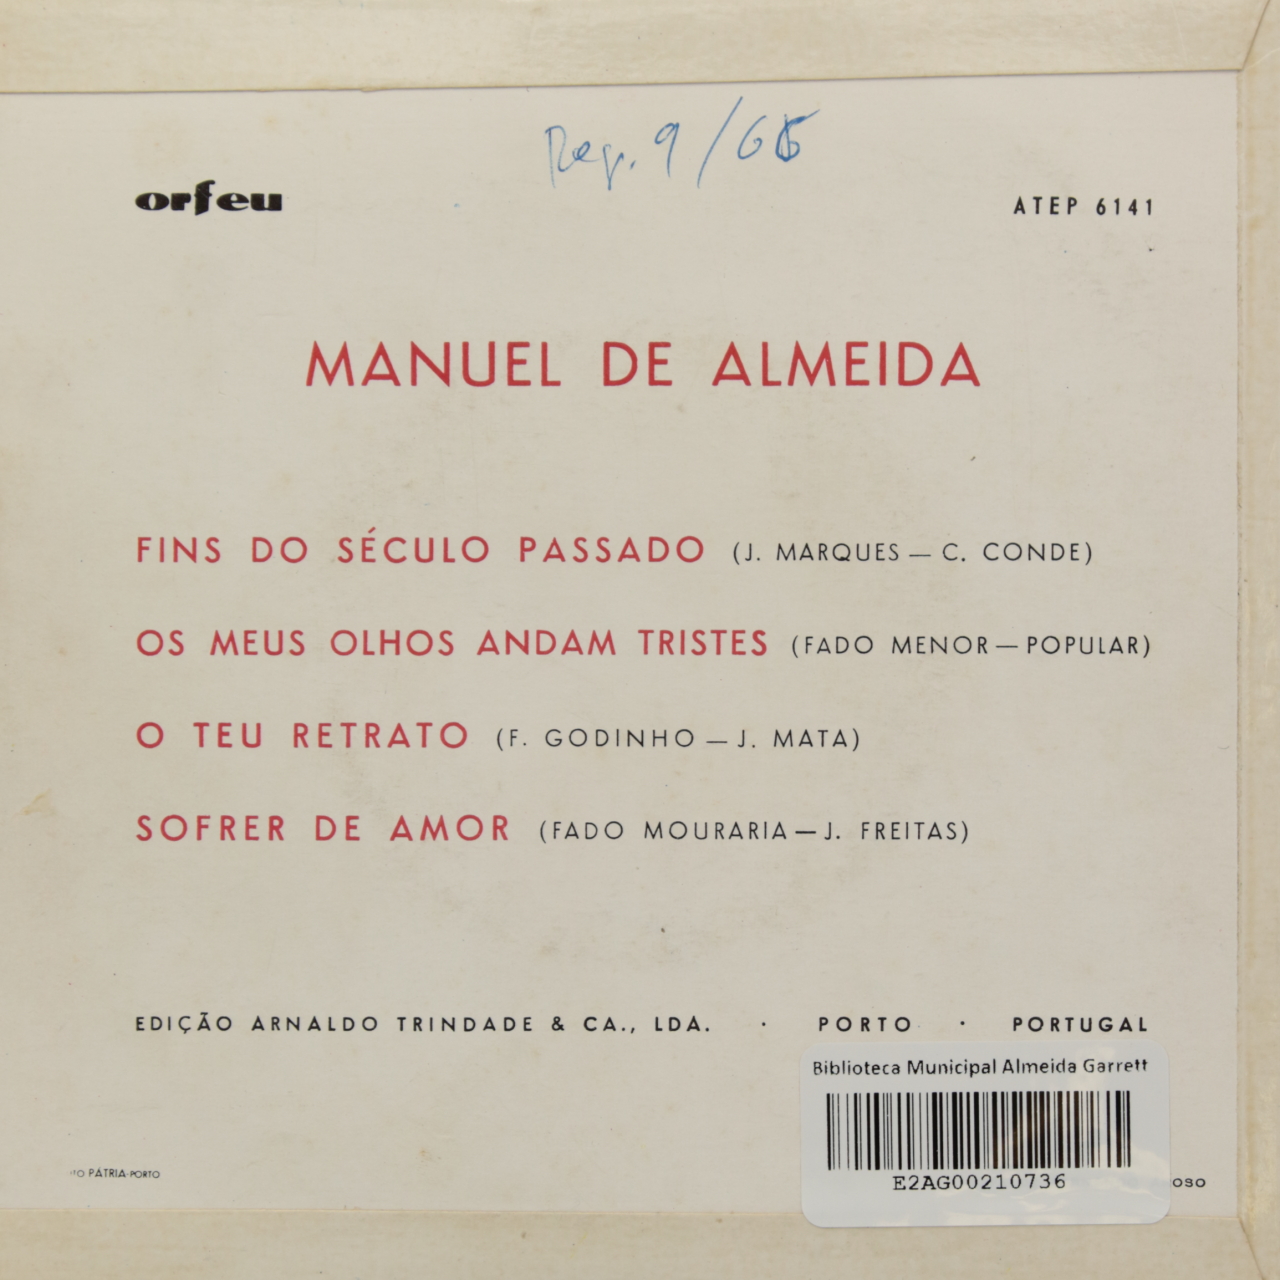 Reg. 9/66
orfeu
ATEP 6141
MANUEL DE ALMEIDA
FINS DO SÉCULO PASSADO (J. MARQUES — C. CONDE)
OS MEUS OLHOS ANDAM TRISTES (FADO MENOR — POPULAR)
O TEU RETRATO (F. GODINHO — J. MATA)
SOFRER DE AMOR (FADO MOURARIA — J. FREITAS)
EDIÇÃO ARNALDO TRINDADE & CA., LDA. · PORTO · PORTUGAL
Biblioteca Municipal Almeida Garrett
E2AG00210736
PÁTRIA-PORTO